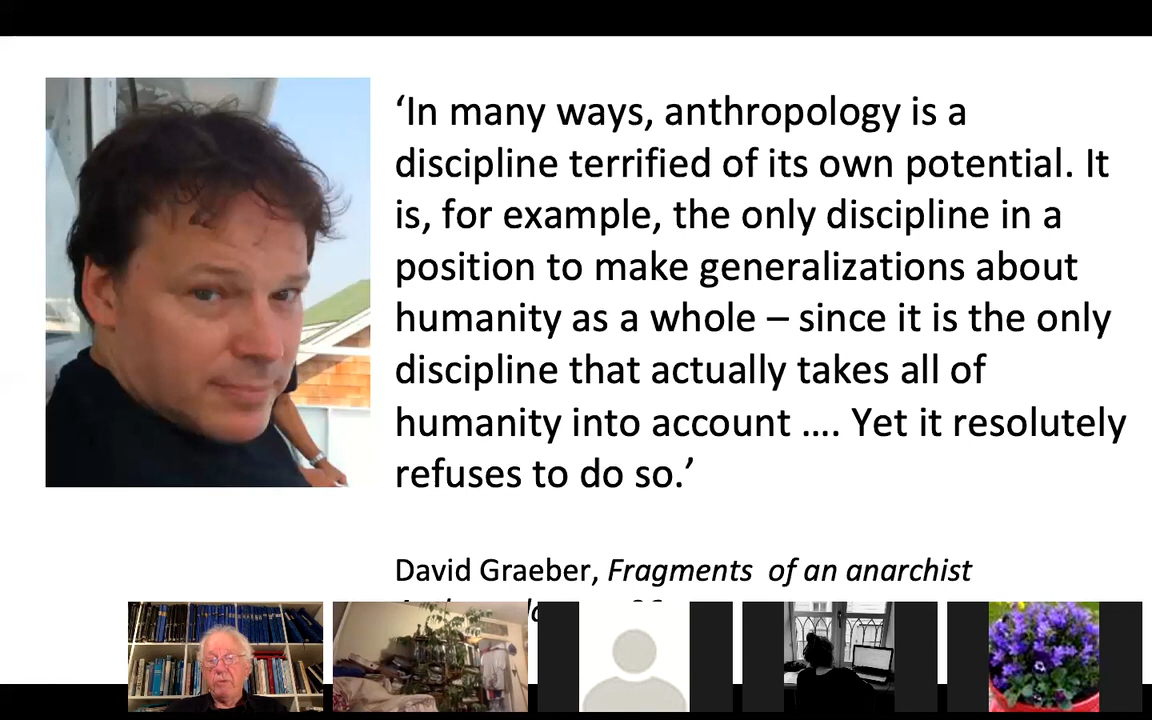 ‘In many ways, anthropology is a
discipline terrified of its own potential. It
is, for example, the only discipline in a
position to make generalizations about
humanity as a whole – since it is the only
discipline that actually takes all of
humanity into account .... Yet it resolutely
refuses to do so.’
David Graeber, Fragments of an anarchist